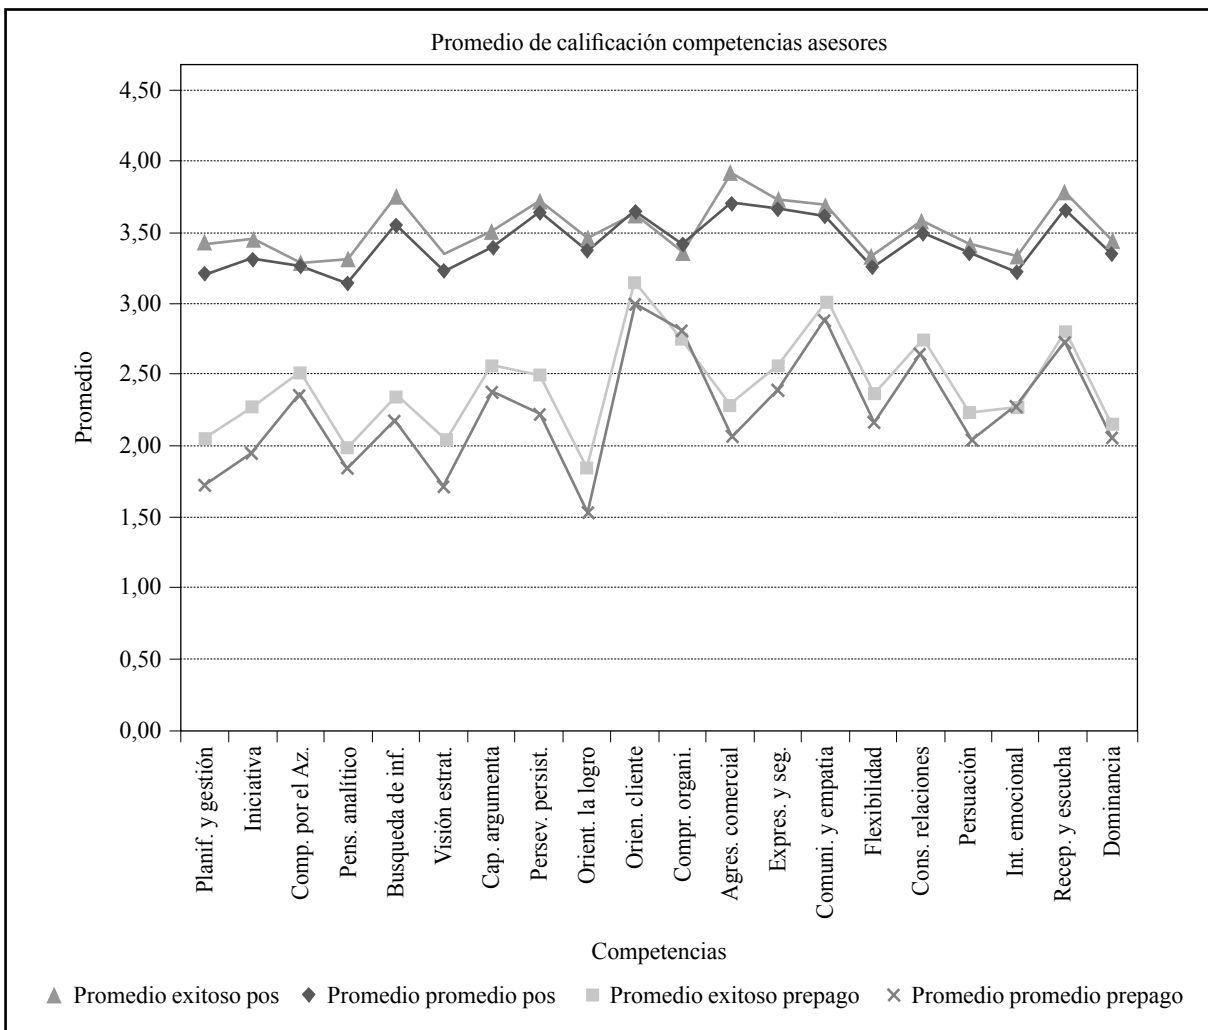 Promedio de calificación competencias asesores
4,50
4,00
3,50
3,00
2,50
2,00
1,50
1,00
0,50
0,00
Promedio
Planif. y gestión
Iniciativa
Comp. por el Az.
Pens. analítico
Busqueda de inf.
Visión estrat.
Cap. argumenta
Persev. persist.
Orient. la logro
Orien. cliente
Compr. organi.
Agres. comercial
Expres. y seg.
Comuni. y empatia
Flexibilidad
Cons. relaciones
Persuación
Int. emocional
Recep. y escucha
Dominancia
Competencias
Promedio exitoso pos
Promedio promedio pos
Promedio exitoso prepago
Promedio promedio prepago